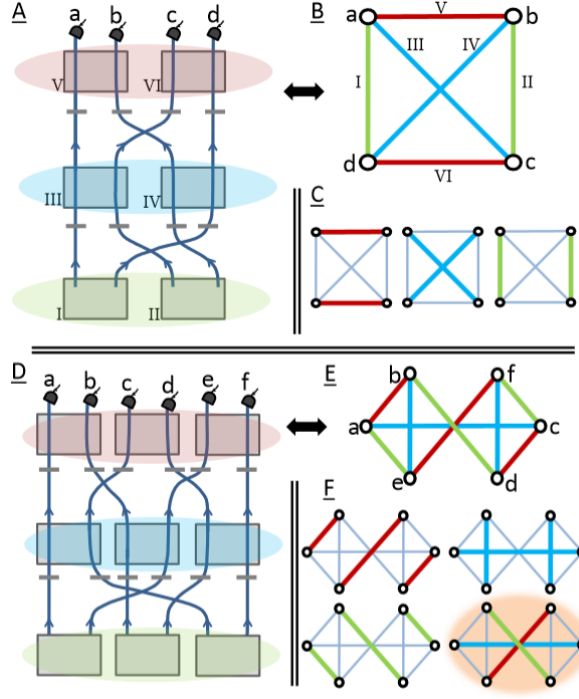 A
a b c d
V VI
III IV
I II
B
a V b
III IV
I II
d c
VI
C
D
a b c d e f
E
b f
a c
e d
F